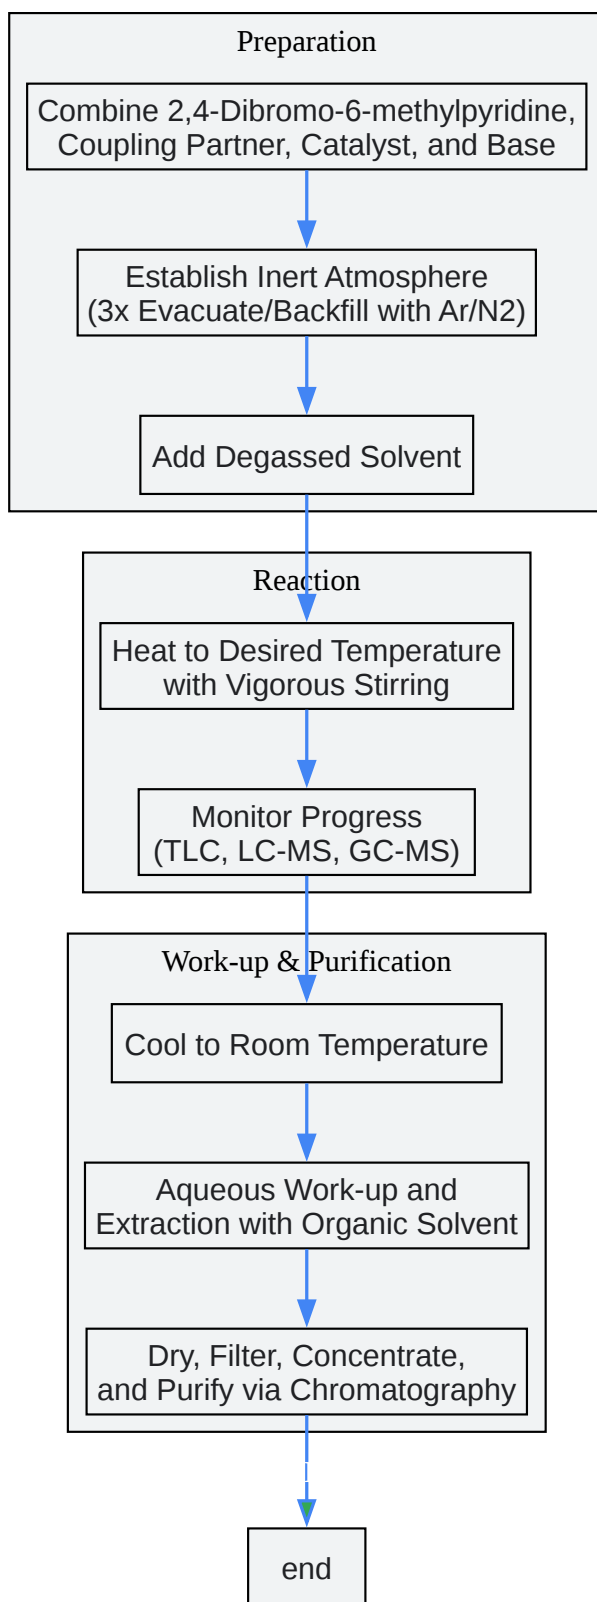 Preparation
Combine 2,4-Dibromo-6-methylpyridine,
Coupling Partner, Catalyst, and Base
Establish Inert Atmosphere
(3x Evacuate/Backfill with Ar/N2)
Add Degassed Solvent
Reaction
Heat to Desired Temperature
with Vigorous Stirring
Monitor Progress
(TLC, LC-MS, GC-MS)
Work-up & Purification
Cool to Room Temperature
Aqueous Work-up and
Extraction with Organic Solvent
Dry, Filter, Concentrate,
and Purify via Chromatography
end